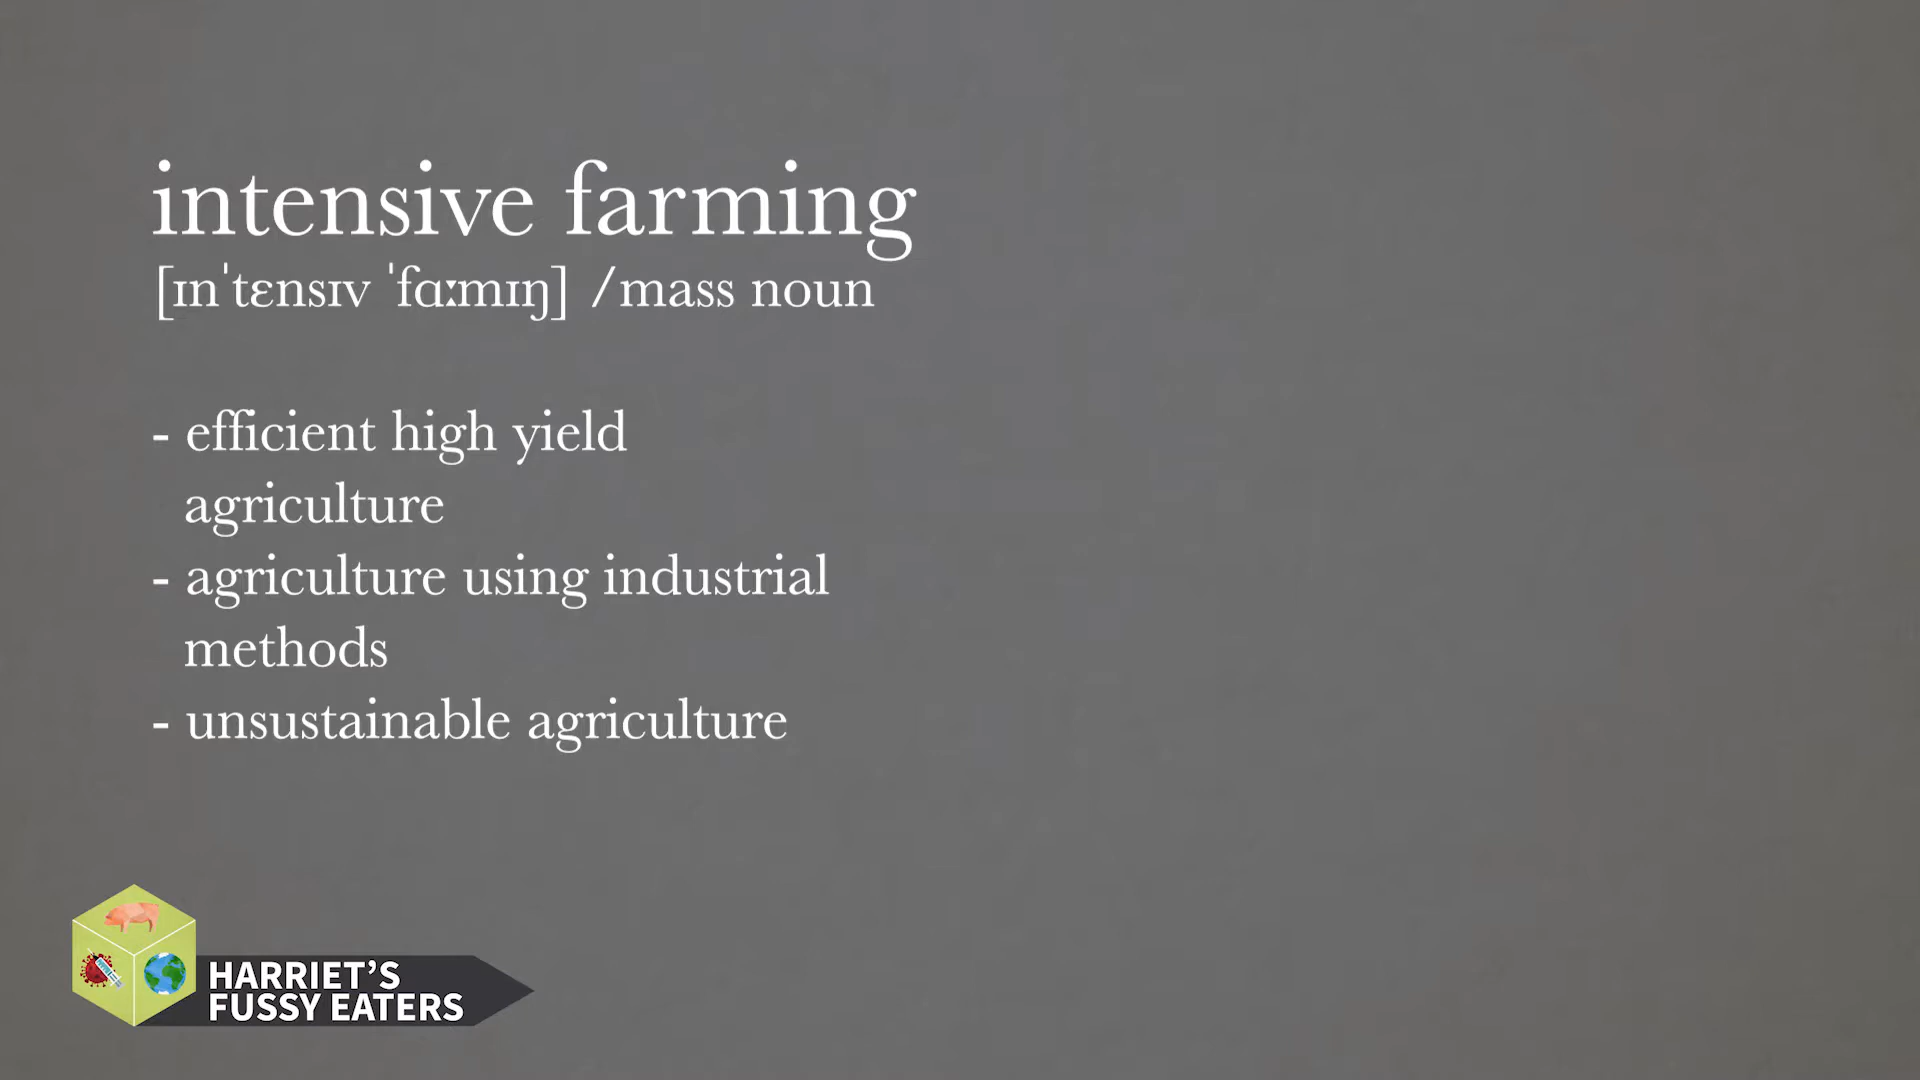 intensive farming
[ɪnˈtɛnsɪv ˈfɑːmɪŋ] /mass noun
- efficient high yield
agriculture
- agriculture using industrial
methods
- unsustainable agriculture
HARRIET’S
FUSSY EATERS